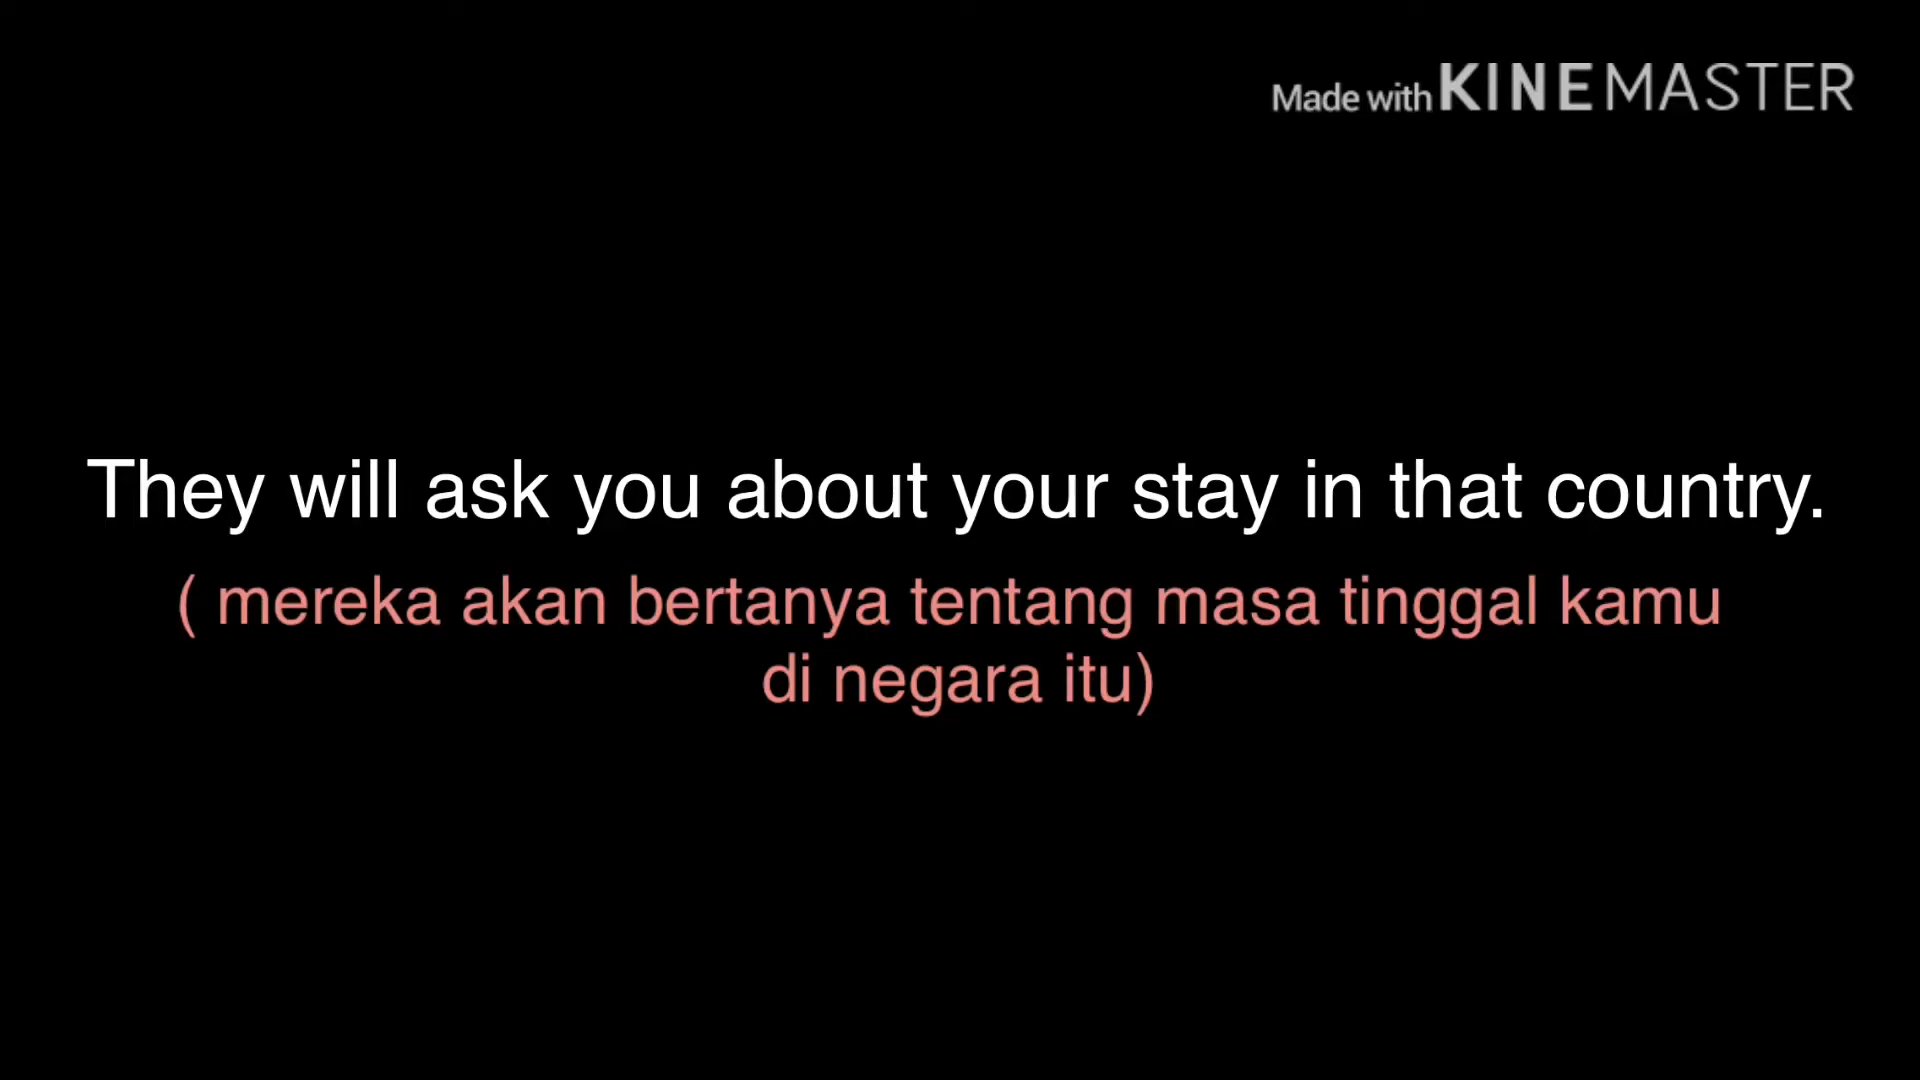 Made with KINEMASTER
They will ask you about your stay in that country.
( mereka akan bertanya tentang masa tinggal kamu
di negara itu)